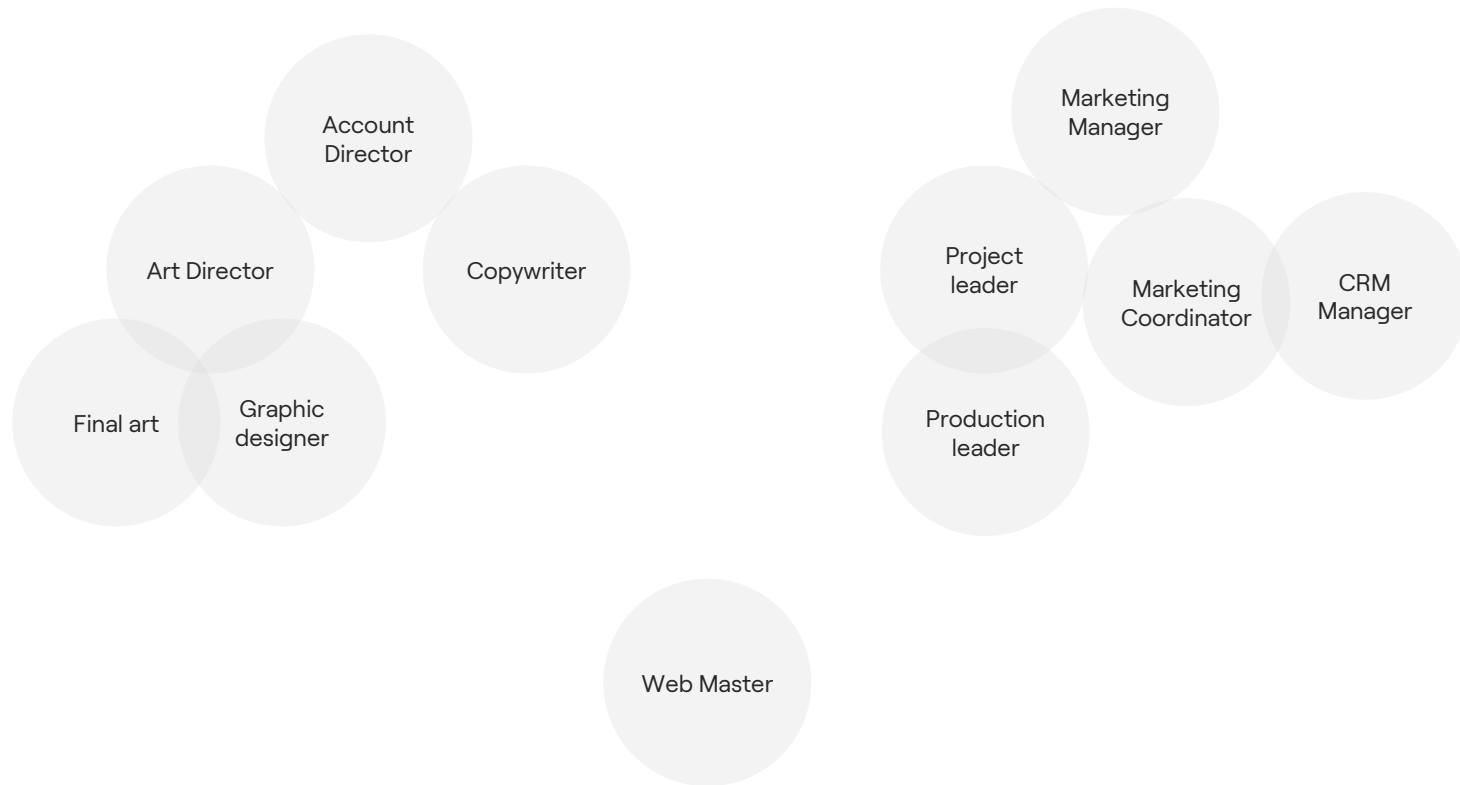 Account
Director
Art Director
Copywriter
Final art
Graphic
designer
Marketing
Manager
Project
leader
Marketing
Coordinator
CRM
Manager
Production
leader
Web Master